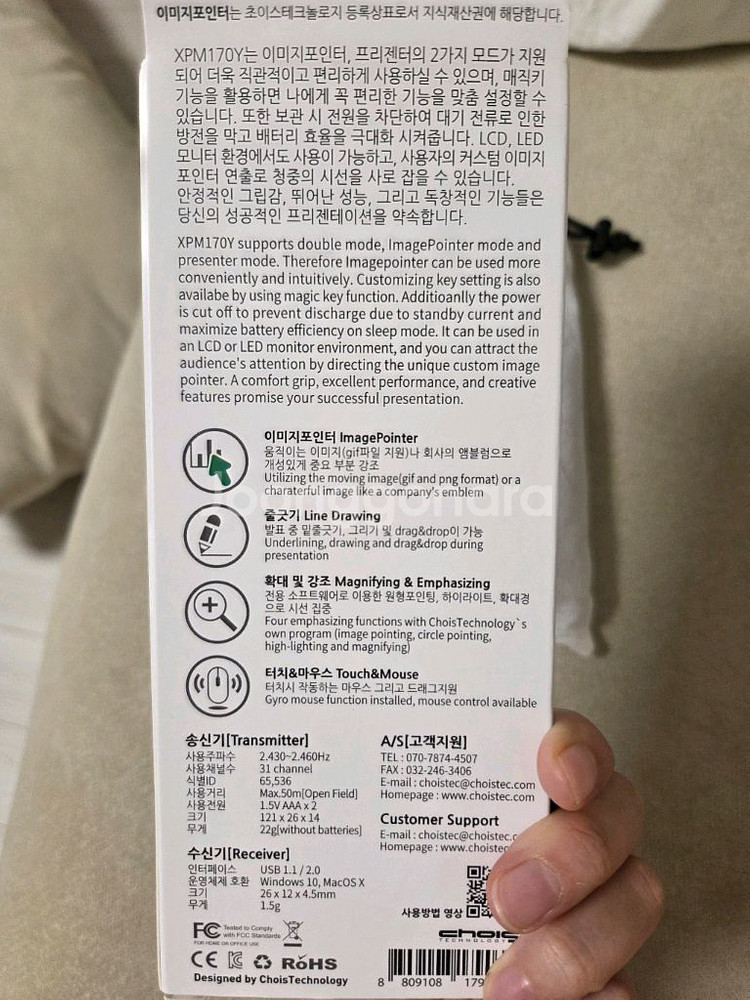 이미지포인터는 초이스테크놀로지 등록상표로서 지식재산권에 해당합니다.
XPM170Y는 이미지포인터, 프리젠터의 2가지 모드가 지원
되어 더욱 직관적이고 편리하게 사용하실 수 있으며, 매직키
기능을 활용하면 나에게 꼭 편리한 기능을 맞춤 설정할 수
있습니다. 또한 보관 시 전원을 차단하여 대기 전류로 인한
방전을 막고 배터리 효율을 극대화 시켜줍니다. LCD, LED
모니터 환경에서도 사용이 가능하고, 사용자의 커스텀 이미지
포인터 연출로 청중의 시선을 사로 잡을 수 있습니다.
안정적인 그립감, 뛰어난 성능, 그리고 독창적인 기능들은
당신의 성공적인 프리젠테이션을 약속합니다.
XPM170Y supports double mode, ImagePointer mode and
presenter mode. Therefore Imagepointer can be used more
conveniently and intuitively. Customizing key setting is also
availabe by using magic key function. Additioanlly the power
is cut off to prevent discharge due to standby current and
maximize battery efficiency on sleep mode. It can be used in
an LCD or LED monitor environment, and you can attract the
audience's attention by directing the unique custom image
pointer. A comfort grip, excellent performance, and creative
features promise your successful presentation.
이미지포인터 ImagePointer
움직이는 이미지(gif파일 지원)나 회사의 앰블럼으로
개성있게 중요 부분 강조
Utilizing the moving image(gif and png format) or a
charaterful image like a company's emblem
줄긋기 Line Drawing
발표 중 밑줄긋기, 그리기 및 drag&drop이 가능
Underlining, drawing and drag&drop during
presentation
확대 및 강조 Magnifying & Emphasizing
전용 소프트웨어로 이용한 원형포인팅, 하이라이트, 확대경
으로 시선 집중
Four emphasizing functions with ChoisTechnology`s
own program (image pointing, circle pointing,
high-lighting and magnifying)
터치&마우스 Touch&Mouse
터치시 작동하는 마우스 그리고 드래그지원
Gyro mouse function installed, mouse control available
송신기[Transmitter]
사용주파수 2.430~2.460Hz
사용채널수 31 channel
식별ID 65,536
사용거리 Max.50m[Open Field]
사용전원 1.5V AAA x 2
크기 121 x 26 x 14
무게 22g[without batteries]
수신기[Receiver]
인터페이스 USB 1.1 / 2.0
운영체제 호환 Windows 10, MacOS X
크기 26 x 12 x 4.5mm
무게 1.5g
A/S[고객지원]
TEL : 070-7874-4507
FAX : 032-246-3406
E-mail : choistec@choistec.com
Homepage : www.choistec.com
Customer Support
E-mail : choistec@choistec.c
Homepage : www.choistec
사용방법 영상
FC Tested to Comply
with FCC Standards
FOR HOME OR OFFICE USE
CE RoHS
Designed by ChoisTechnology
choic
TECHNOLOGY
8 809108 179